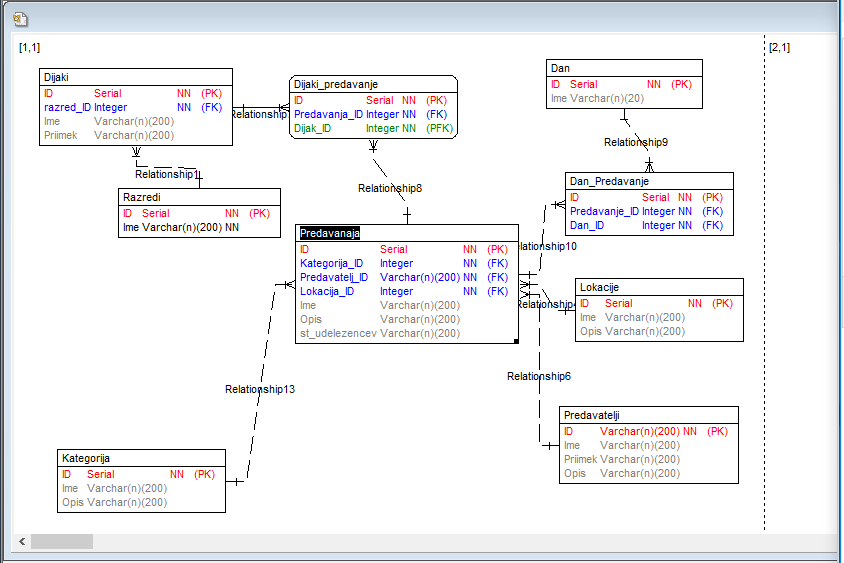 [1,1]
[2,1]
Dijaki
ID Serial NN (PK)
razred_ID Integer NN (FK)
Ime Varchar(n)(200)
Priimek Varchar(n)(200)
Dijaki_predavanje
ID Serial NN (PK)
Predavanja_ID Integer NN (FK)
Dijak_ID Integer NN (PFK)
Dan
ID Serial NN (PK)
Ime Varchar(n)(20)
Relationship9
Relationship1
Relationship8
Razredi
ID Serial NN (PK)
Ime Varchar(n)(200) NN
Dan_Predavanje
ID Serial NN (PK)
Predavanje_ID Integer NN (FK)
Dan_ID Integer NN (FK)
Predavanaja
ID Serial NN (PK)
Kategorija_ID Integer NN (FK)
Predavatelj_ID Varchar(n)(200) NN (FK)
Lokacija_ID Integer NN (FK)
Ime Varchar(n)(200)
Opis Varchar(n)(200)
st_udelezencev Varchar(n)(200)
elationship10
Lokacije
ID Serial NN (PK)
Ime Varchar(n)(200)
Opis Varchar(n)(200)
Relationship6
Relationship13
Predavatelji
ID Varchar(n)(200) NN (PK)
Ime Varchar(n)(200)
Priimek Varchar(n)(200)
Opis Varchar(n)(200)
Kategorija
ID Serial NN (PK)
Ime Varchar(n)(200)
Opis Varchar(n)(200)